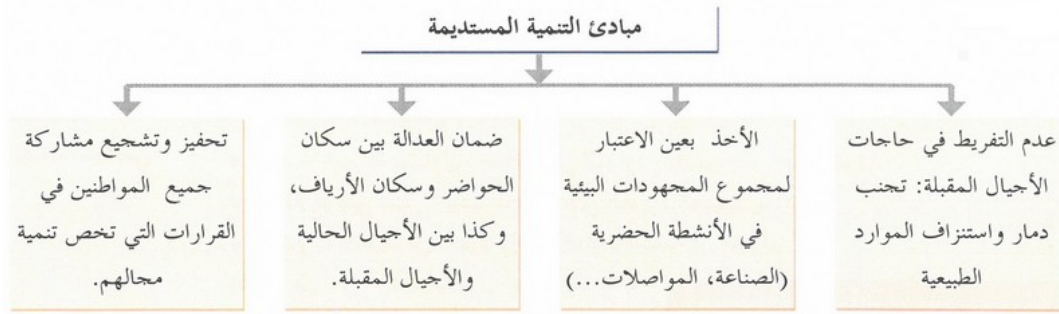 مبادئ التنمية المستديمة
عدم التفريط في حاجات
الأجيال المقبلة: تجنب
دمار واستنزاف الموارد
الطبيعية
الأخذ بعين الاعتبار
لمجموع المجهودات البيئية
في الأنشطة الحضرية
(الصناعة، المواصلات...)
ضمان العدالة بين سكان
الحواضر وسكان الأرياف،
وكذا بين الأجيال الحالية
والأجيال المقبلة.
تحفيز وتشجيع مشاركة
جميع المواطنين في
القرارات التي تخص تنمية
مجالهم.